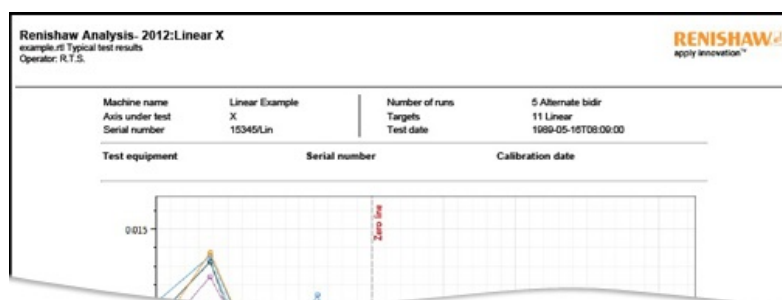 Renishaw Analysis- 2012:Linear X
example.rtl Typical test results
Operator: R.T.S.
RENISHAW
apply innovation™
Machine name Linear Example Number of runs 5 Alternate bidir
Axis under test X Targets 11 Linear
Serial number 15345/Lin Test date 1989-05-16T08:09:00
Test equipment Serial number Calibration date
0.015
Zero line